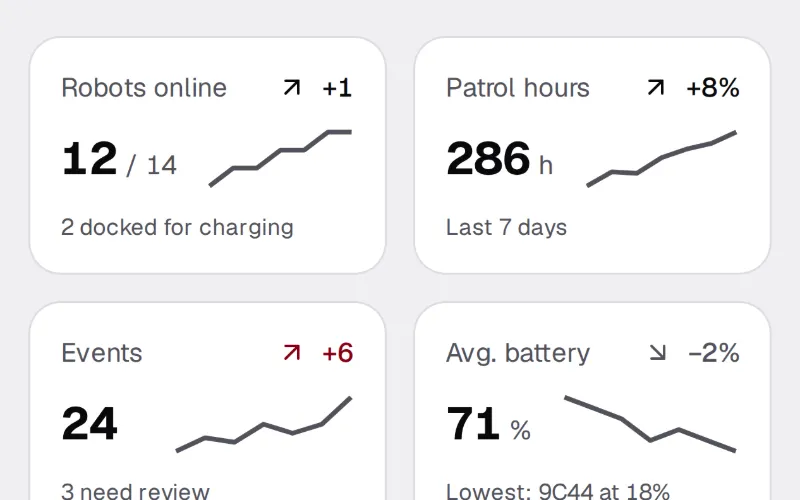 Robots online ↗ +1
12 / 14
2 docked for charging
Patrol hours ↗ +8%
286 h
Last 7 days
Events ↗ +6
24
3 need review
Avg. battery ↘ −2%
71 %
Lowest: 9C44 at 18%